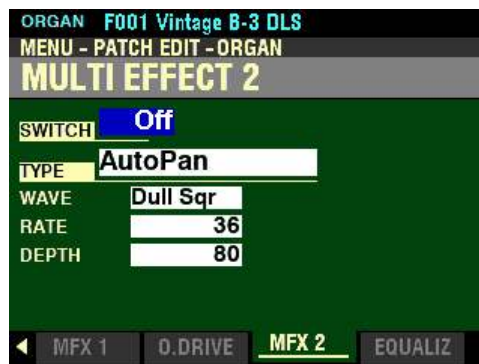 ORGAN F001 Vintage B-3 DLS
MENU - PATCH EDIT - ORGAN
MULTI EFFECT 2
SWITCH Off
TYPE AutoPan
WAVE Dull Sqr
RATE 36
DEPTH 80
MFX 1 O.DRIVE MFX 2 EQUALIZ